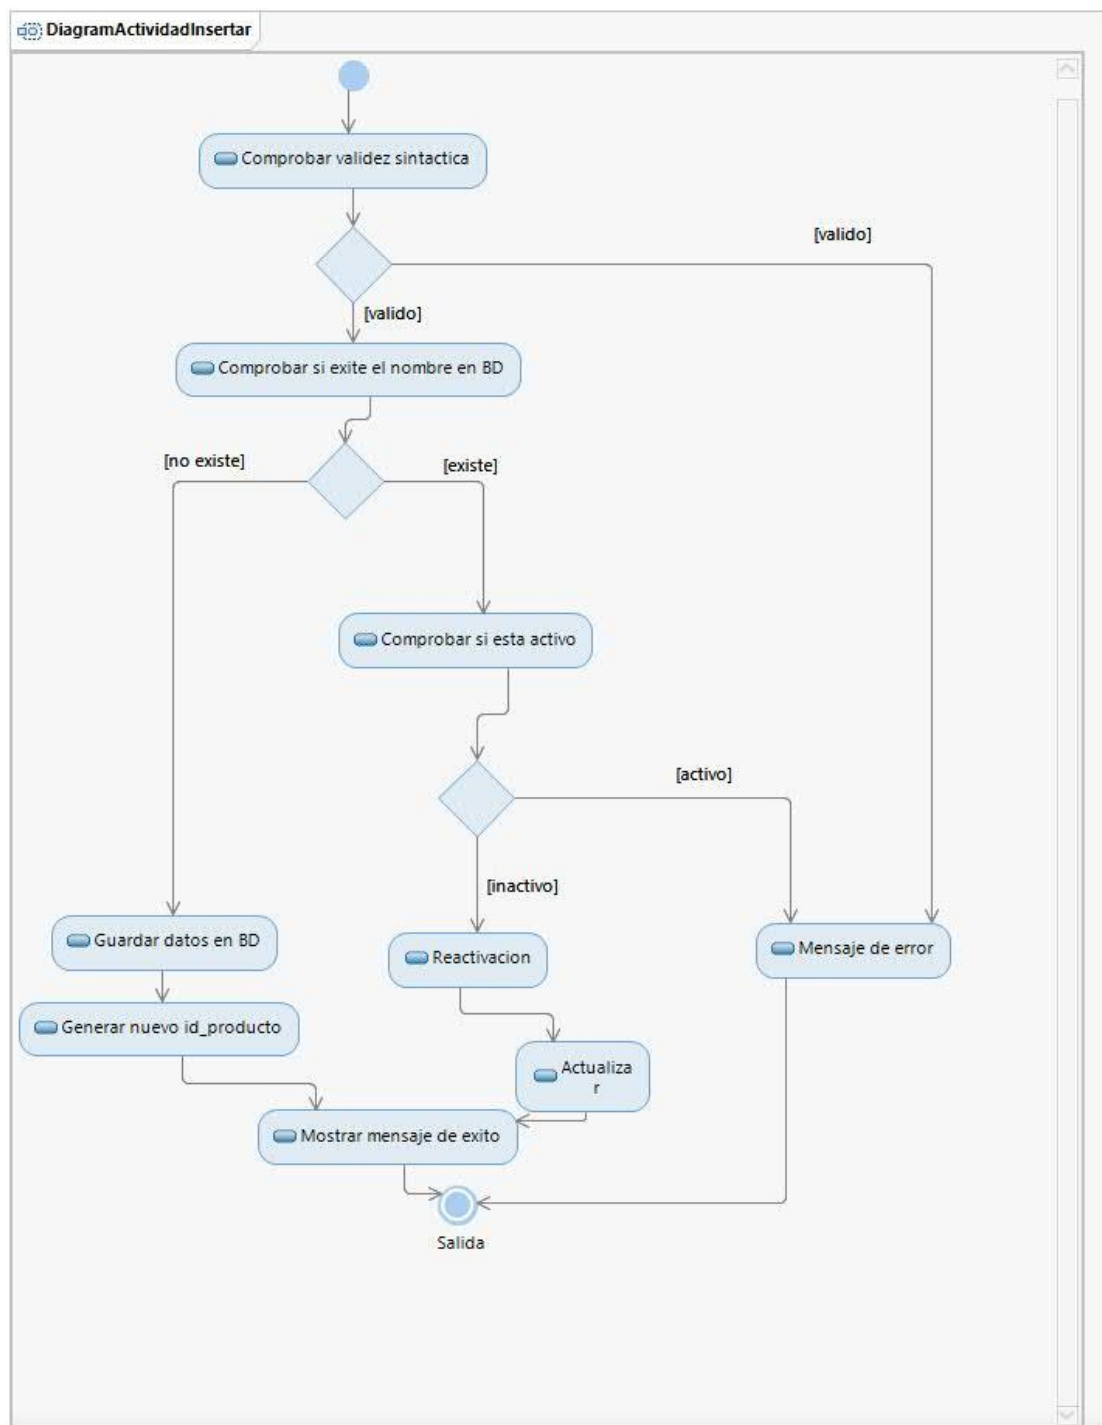 DiagramActividadInsertar
Comprobar validez sintactica
[valido]
[valido]
Comprobar si exite el nombre en BD
[no existe]
[existe]
Comprobar si esta activo
[activo]
[inactivo]
Guardar datos en BD
Reactivacion
Mensaje de error
Generar nuevo id_producto
Actualiza
r
Mostrar mensaje de exito
Salida